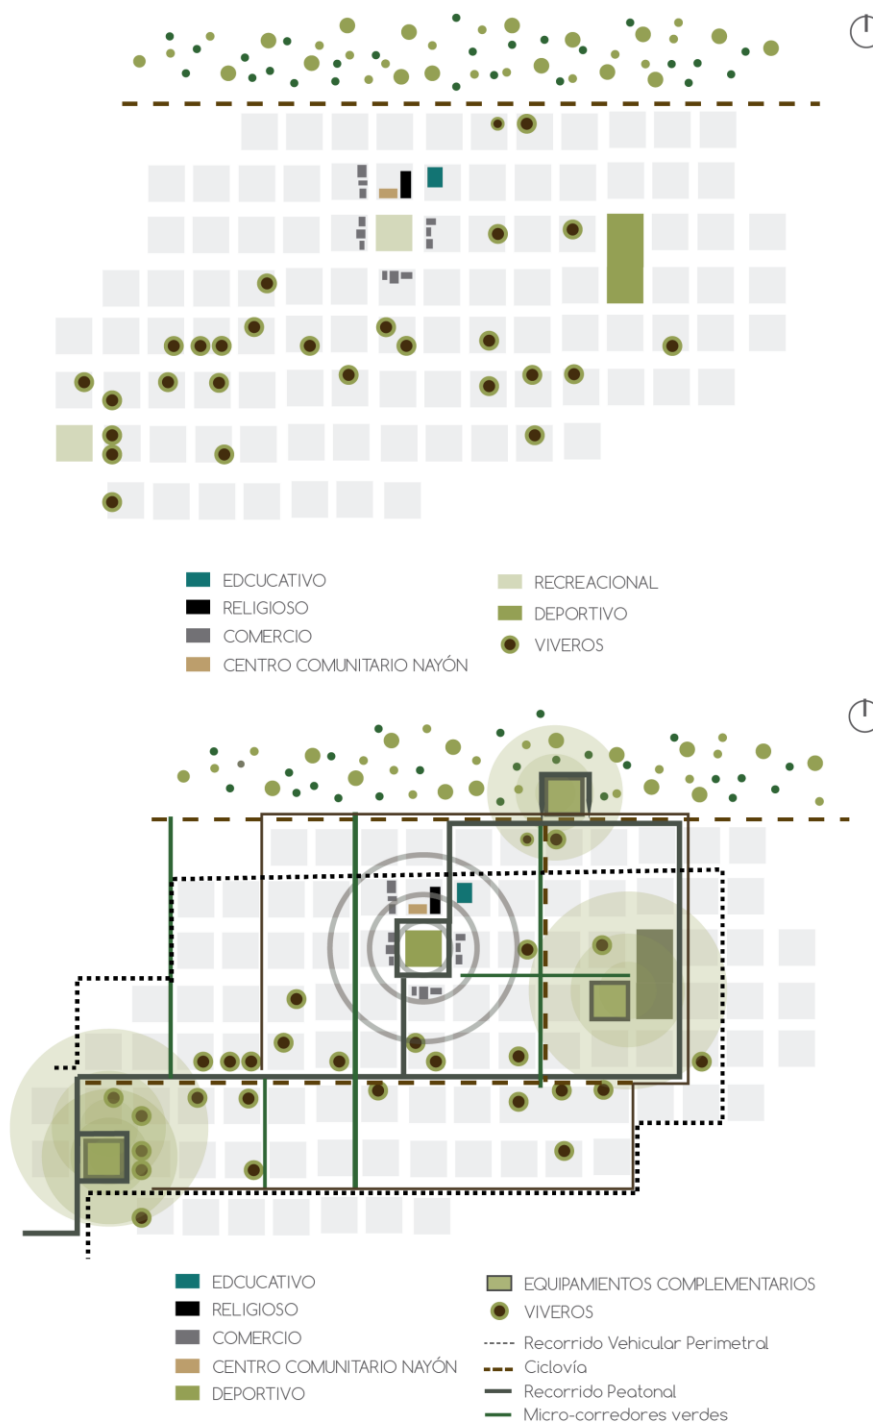 EDCUCATIVO
RELIGIOSO
COMERCIO
CENTRO COMUNITARIO NAYÓN
RECREACIONAL
DEPORTIVO
VIVEROS
EDCUCATIVO
RELIGIOSO
COMERCIO
CENTRO COMUNITARIO NAYÓN
DEPORTIVO
EQUIPAMIENTOS COMPLEMENTARIOS
VIVEROS
Recorrido Vehicular Perimetral
Ciclovía
Recorrido Peatonal
Micro-corredores verdes